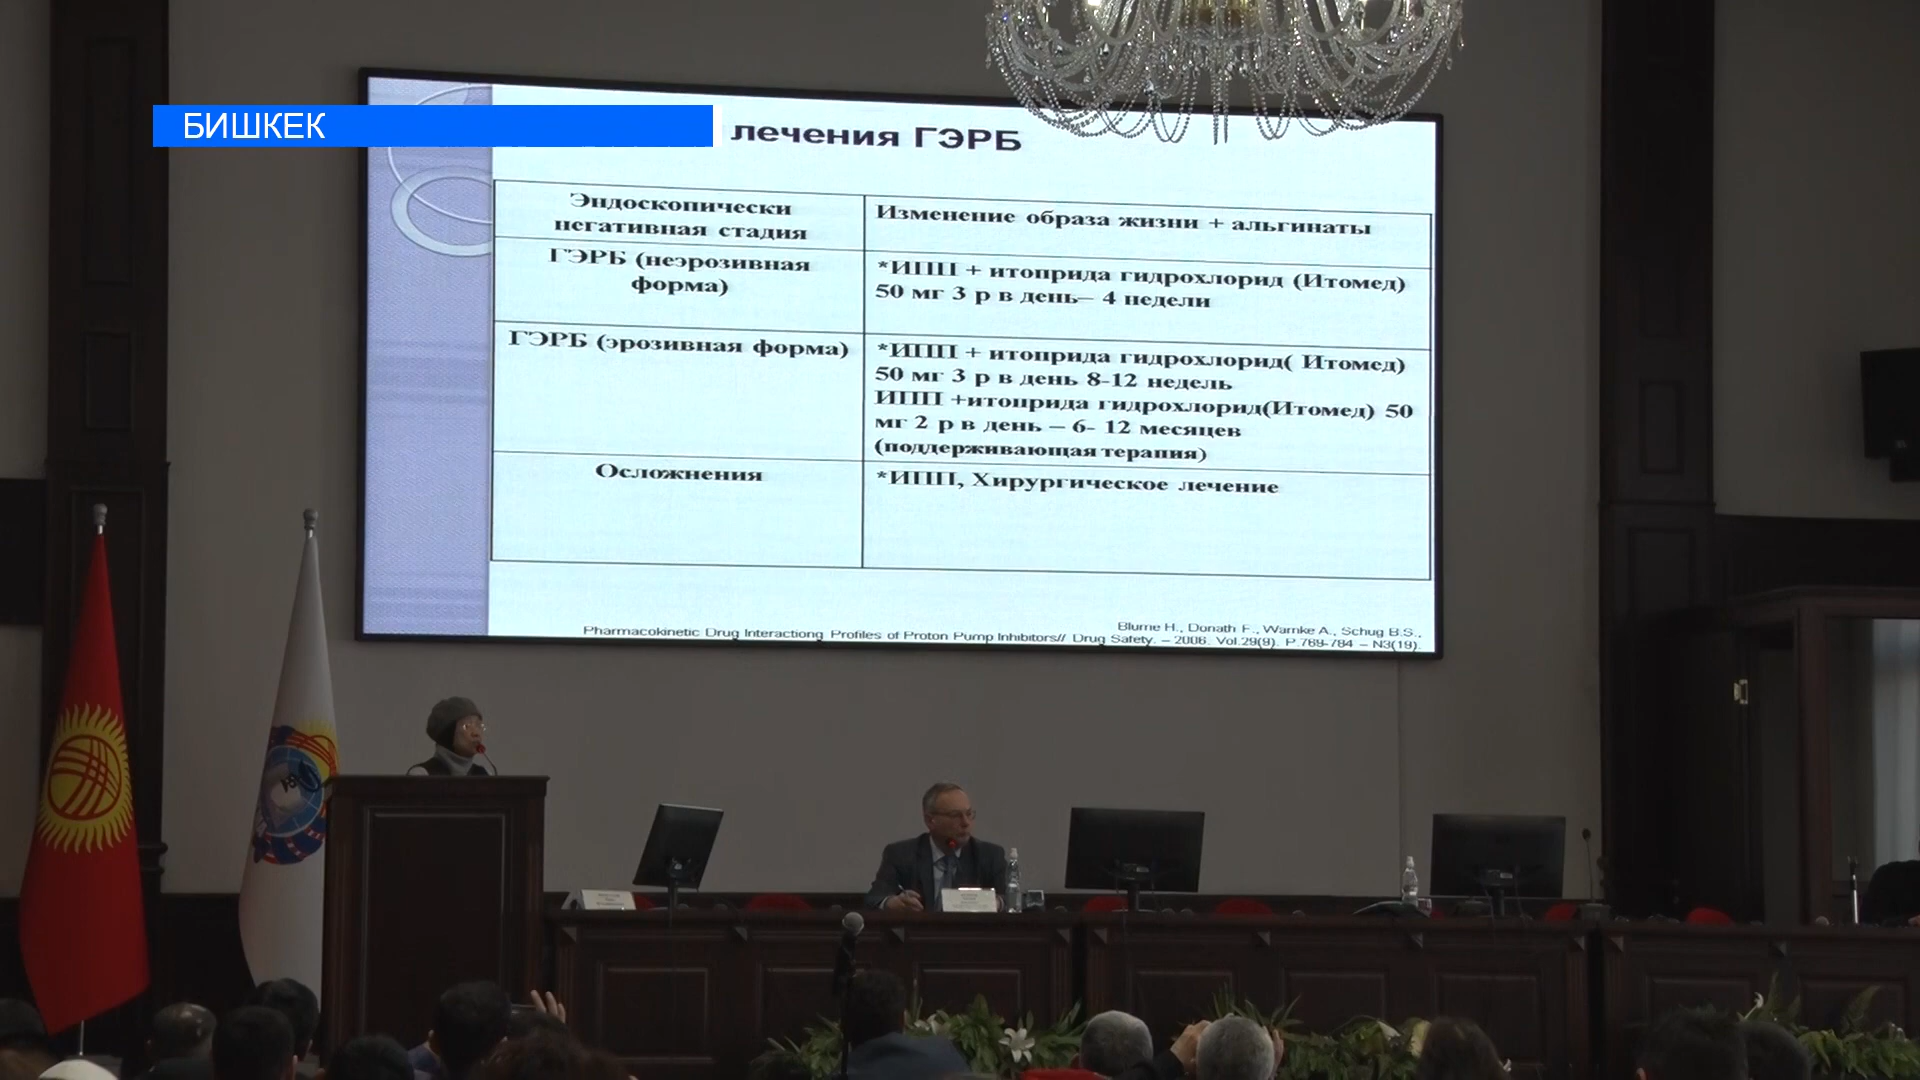 БИШКЕК
лечения ГЭРБ
Эндоскопически
негативная стадия
Изменение образа жизни + альгинаты
ГЭРБ (неэрозивная
форма)
*ИПП + итоприда гидрохлорид (Итомед)
50 мг 3 р в день– 4 недели
ГЭРБ (эрозивная форма)
*ИПП + итоприда гидрохлорид( Итомед)
50 мг 3 р в день 8-12 недель
ИПП +итоприда гидрохлорид(Итомед) 50
мг 2 р в день – 6- 12 месяцев
(поддерживающая терапия)
Осложнения
*ИПП, Хирургическое лечение
Blume H., Donath F., Warnke A., Schug B.S.,
Pharmacokinetic Drug Interactiong Profiles of Proton Pump Inhibitors// Drug Safety. – 2006. Vol.29(9). P.769-784 – N3(19).